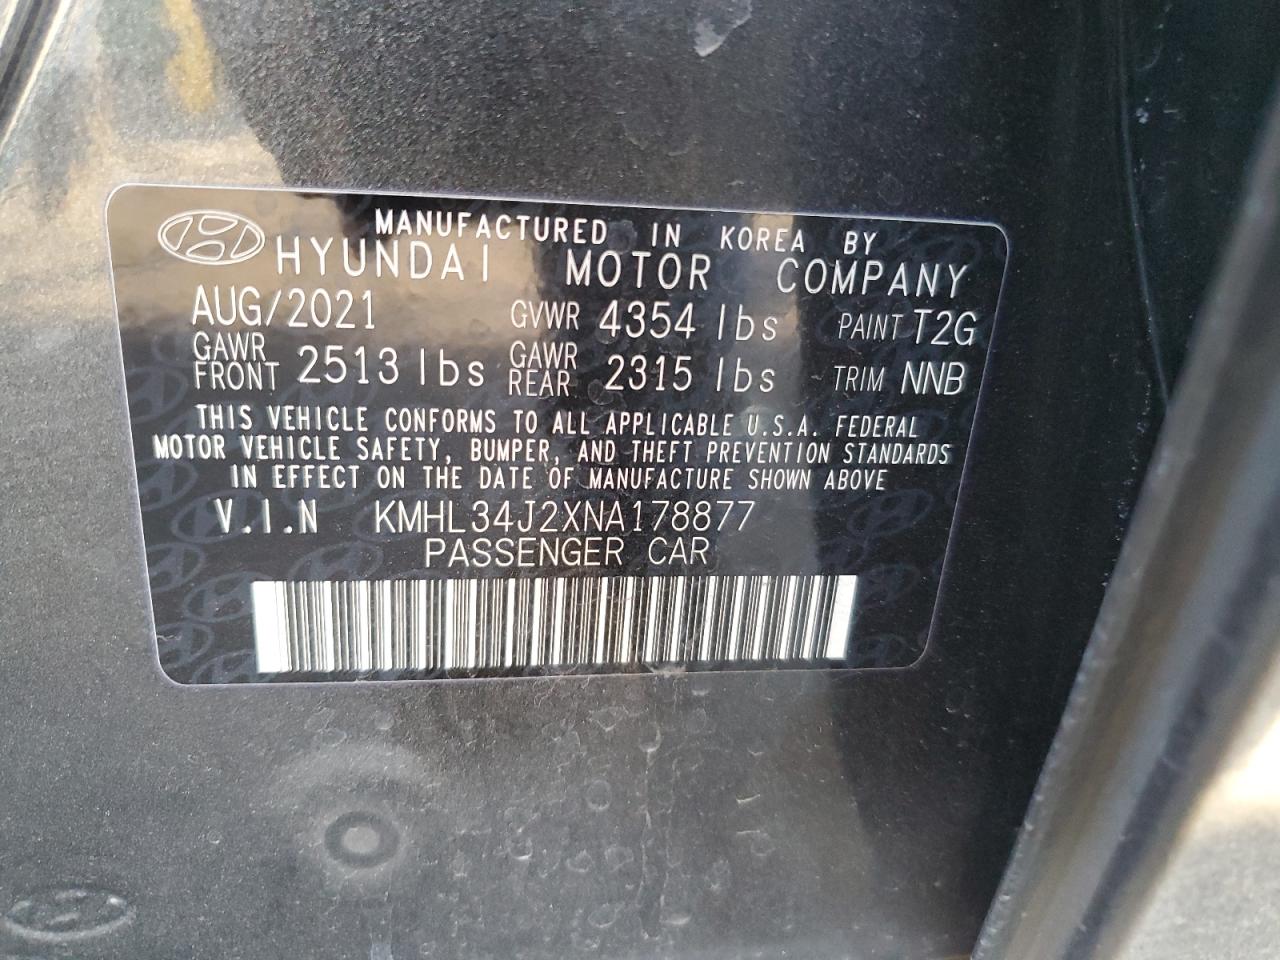 MANUFACTURED IN KOREA BY
HYUNDAI MOTOR COMPANY
AUG/2021 GVWR 4354 lbs PAINT T2G
GAWR FRONT 2513 lbs GAWR REAR 2315 lbs TRIM NNB
THIS VEHICLE CONFORMS TO ALL APPLICABLE U.S.A. FEDERAL
MOTOR VEHICLE SAFETY, BUMPER, AND THEFT PREVENTION STANDARDS
IN EFFECT ON THE DATE OF MANUFACTURE SHOWN ABOVE
V.I.N KMHL34J2XNA178877
PASSENGER CAR